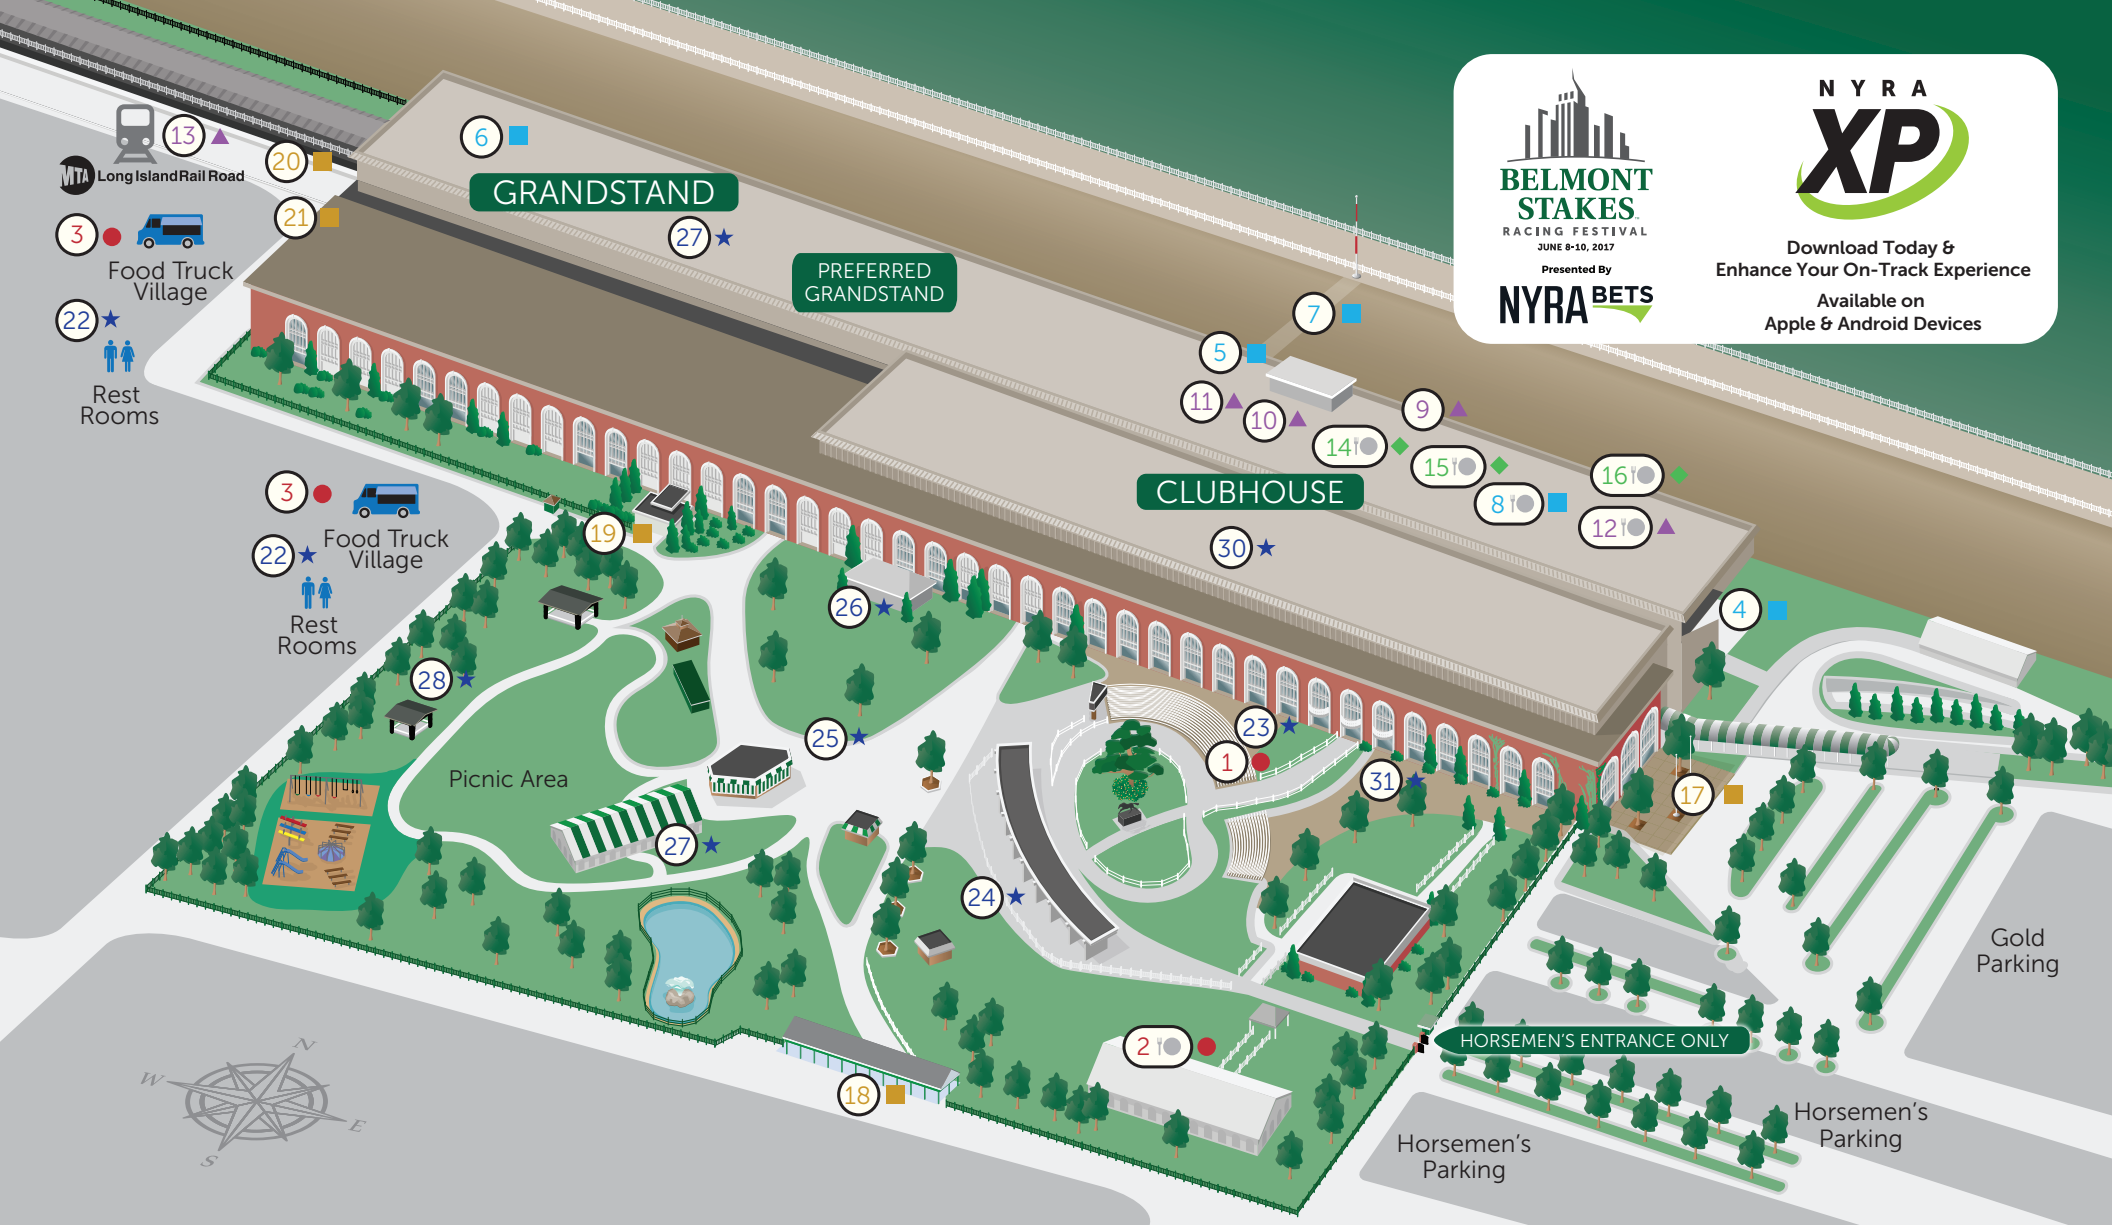 BELMONT
STAKES
RACING FESTIVAL
JUNE 8-10, 2017
Presented By
NYRA BETS
NYRA
XP
Download Today &
Enhance Your On-Track Experience
Available on
Apple & Android Devices
13
MTA Long Island Rail Road
20
21
6
GRANDSTAND
27
PREFERRED
GRANDSTAND
3
Food Truck
Village
22
Rest
Rooms
7
5
11
10
9
14
15
16
8
12
CLUBHOUSE
30
4
3
Food Truck
Village
22
Rest
Rooms
19
26
28
25
23
1
31
17
Picnic Area
27
24
Gold
Parking
2
HORSEMEN'S ENTRANCE ONLY
18
N
W
E
S
Horsemen's
Parking
Horsemen's
Parking